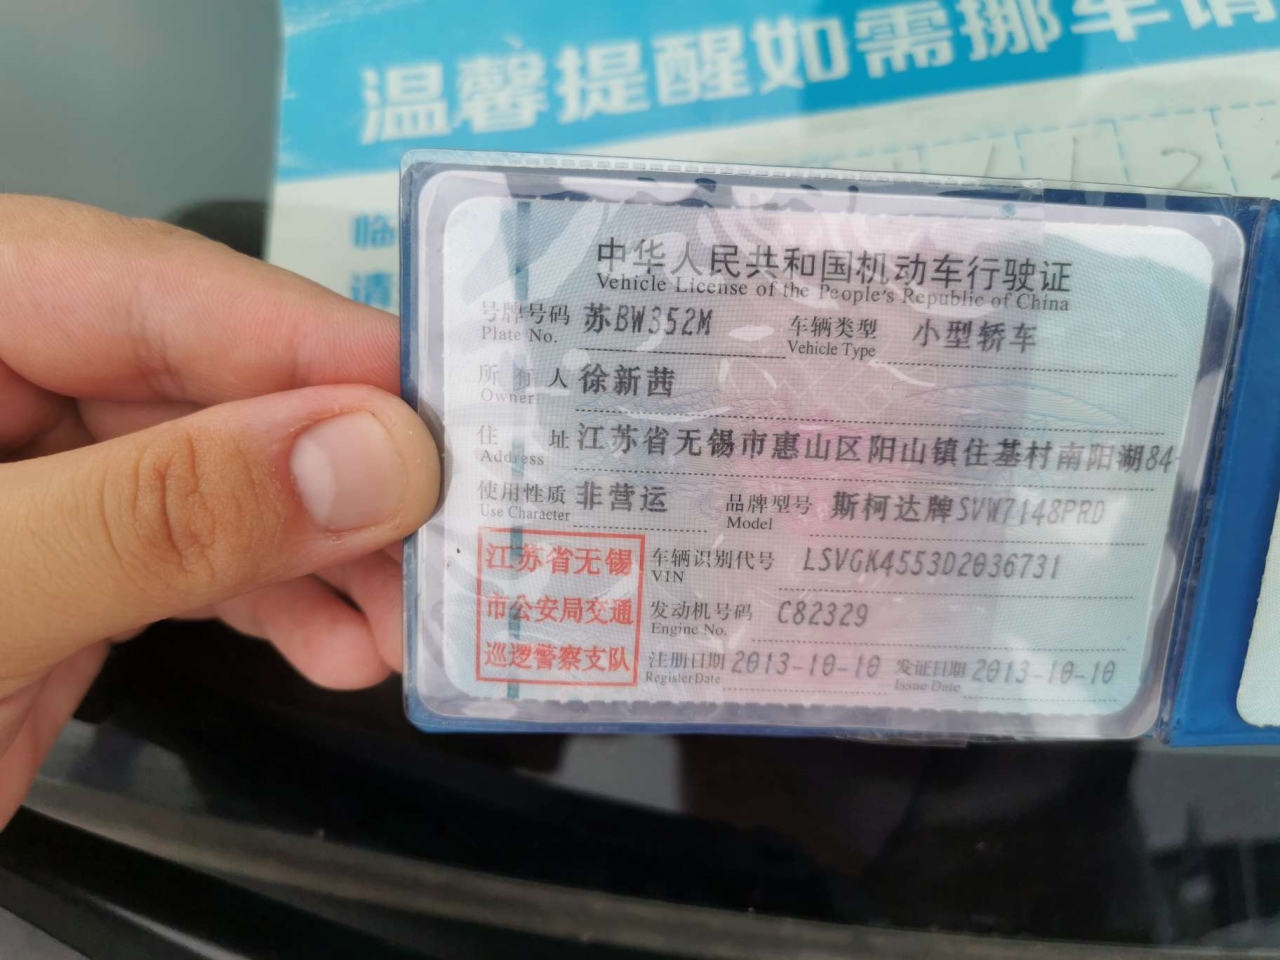 温馨提醒如需挪车请
临
请
中华人民共和国机动车行驶证
Vehicle License of the People's Republic of China
号牌号码 苏BW352M 车辆类型 小型轿车
Plate No. Vehicle Type
所有人 徐新茜
Owner
住址 江苏省无锡市惠山区阳山镇住基村南阳湖84
Address
使用性质 非营运 品牌型号 斯柯达牌SVW7148PRD
Use Character Model
江苏省无锡
市公安局交通
巡逻警察支队
车辆识别代号 LSVGK4553D2036731
VIN
发动机号码 C82329
Engine No.
注册日期 2013-10-10 发证日期 2013-10-10
Register Date Issue Date